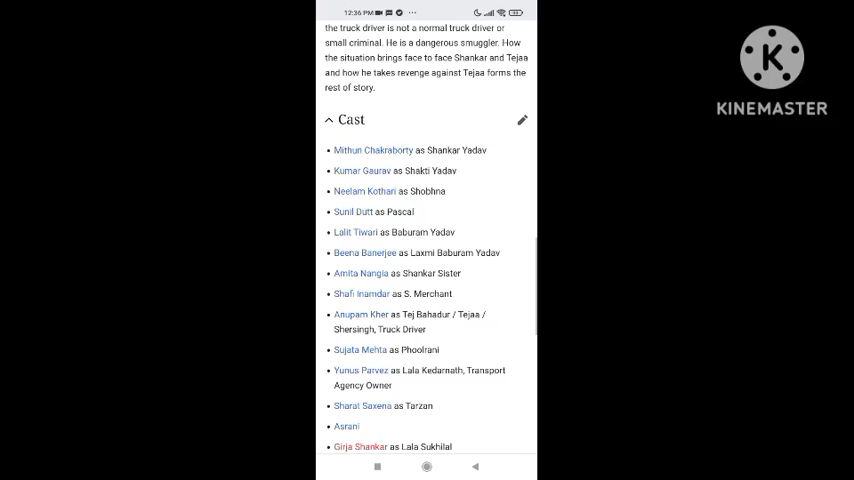 12:36 PM
the truck driver is not a normal truck driver or
small criminal. He is a dangerous smuggler. How
the situation brings face to face Shankar and Tejaa
and how he takes revenge against Tejaa forms the
rest of story.
Cast
• Mithun Chakraborty as Shankar Yadav
• Kumar Gaurav as Shakti Yadav
• Neelam Kothari as Shobhna
• Sunil Dutt as Pascal
• Lalit Tiwari as Baburam Yadav
• Beena Banerjee as Laxmi Baburam Yadav
• Amita Nangia as Shankar Sister
• Shafi Inamdar as S. Merchant
• Anupam Kher as Tej Bahadur / Tejaa /
Shersingh, Truck Driver
• Sujata Mehta as Phoolrani
• Yunus Parvez as Lala Kedarnath, Transport
Agency Owner
• Sharat Saxena as Tarzan
• Asrani
• Girja Shankar as Lala Sukhilal
K
KINEMASTER